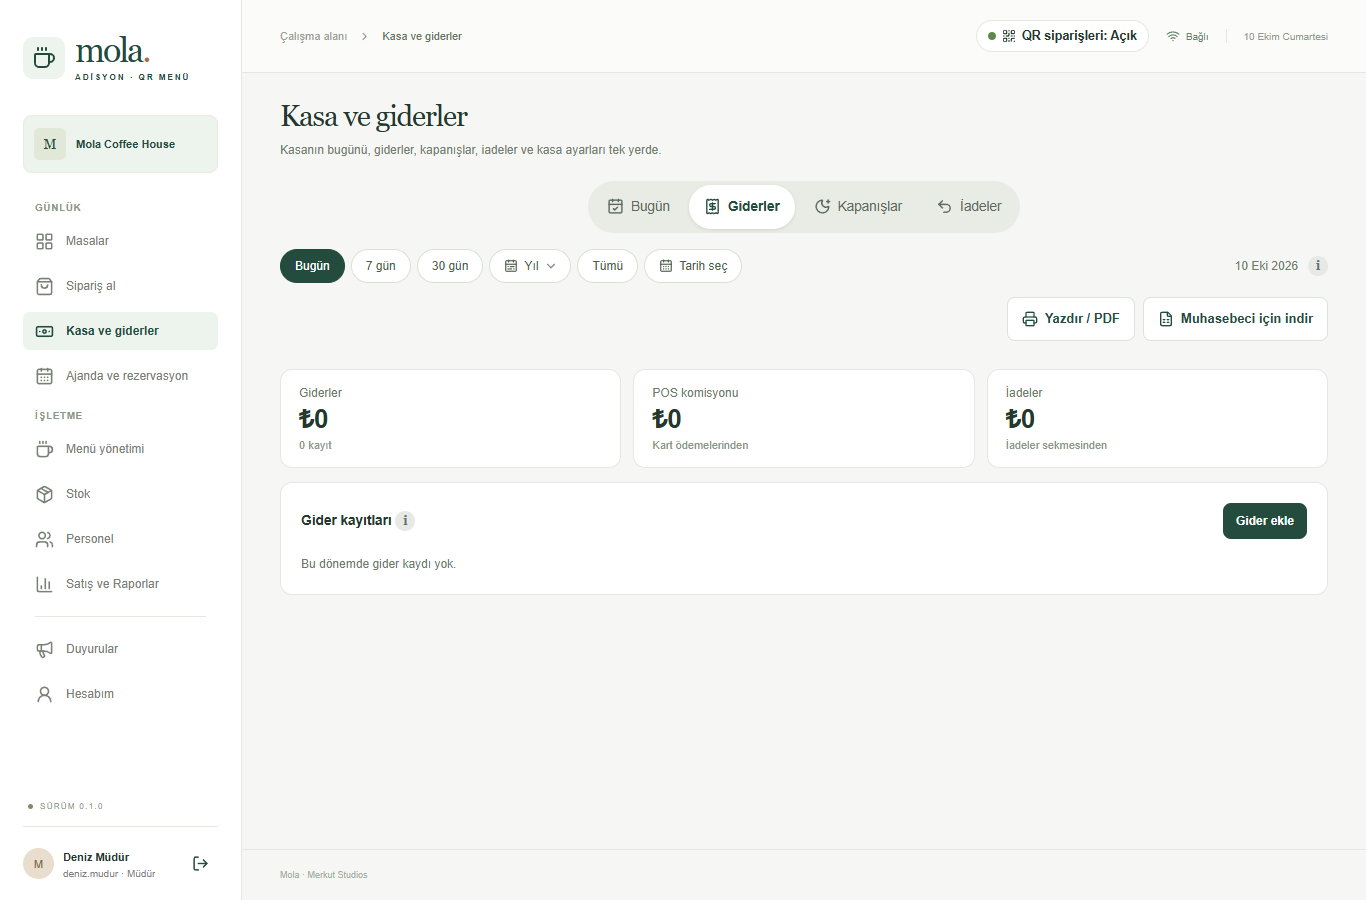 mola.
ADİSYON · QR MENÜ
M
Mola Coffee House
GÜNLÜK
Masalar
Sipariş al
Kasa ve giderler
Ajanda ve rezervasyon
İŞLETME
Menü yönetimi
Stok
Personel
Satış ve Raporlar
Duyurular
Hesabım
SÜRÜM 0.1.0
M
Deniz Müdür
deniz.mudur · Müdür
Çalışma alanı
Kasa ve giderler
QR siparişleri: Açık
Bağlı
10 Ekim Cumartesi
Kasa ve giderler
Kasanın bugünü, giderler, kapanışlar, iadeler ve kasa ayarları tek yerde.
Bugün
Giderler
Kapanışlar
İadeler
Bugün
7 gün
30 gün
Yıl
Tümü
Tarih seç
10 Eki 2026
i
Yazdır / PDF
Muhasebeci için indir
Giderler
₺0
0 kayıt
POS komisyonu
₺0
Kart ödemelerinden
İadeler
₺0
İadeler sekmesinden
Gider kayıtları i
Gider ekle
Bu dönemde gider kaydı yok.
Mola · Merkut Studios